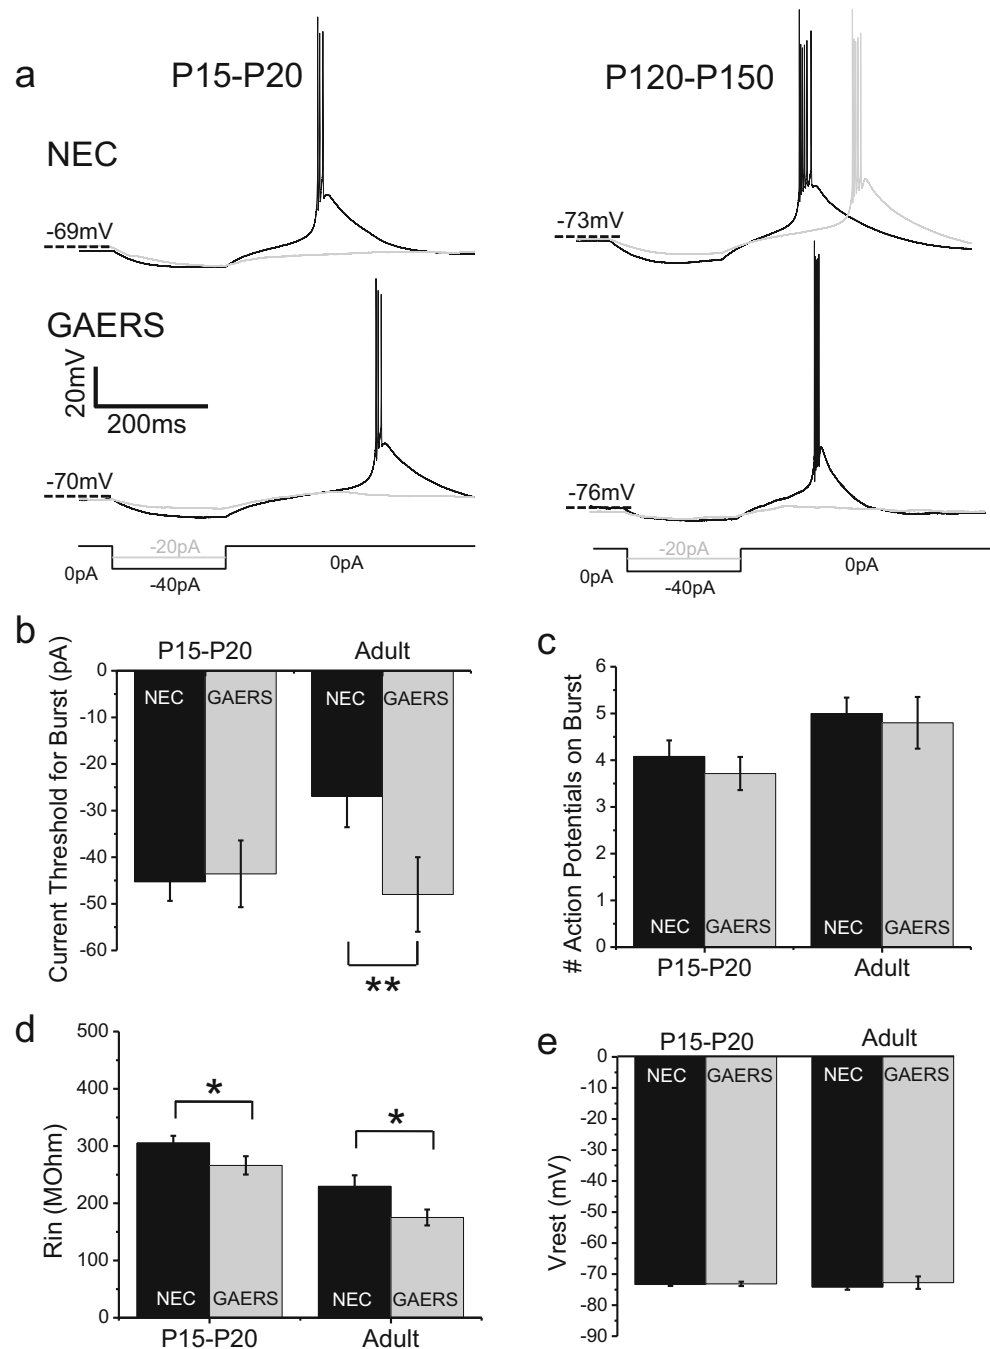 a
P15-P20
P120-P150
NEC
-69mV
-73mV
GAERS
20mV
200ms
-70mV
-76mV
-20pA
0pA
-40pA
0pA
-20pA
0pA
-40pA
0pA
b
P15-P20
Adult
Current Threshold for Burst (pA)
0
-10
-20
-30
-40
-50
-60
NEC
GAERS
NEC
GAERS
**
c
# Action Potentials on Burst
6
5
4
3
2
1
0
NEC
GAERS
NEC
GAERS
P15-P20
Adult
d
Rin (MOhm)
500
400
300
200
100
0
*
*
NEC
GAERS
NEC
GAERS
P15-P20
Adult
e
P15-P20
Adult
Vrest (mV)
0
-10
-20
-30
-40
-50
-60
-70
-80
-90
NEC
GAERS
NEC
GAERS